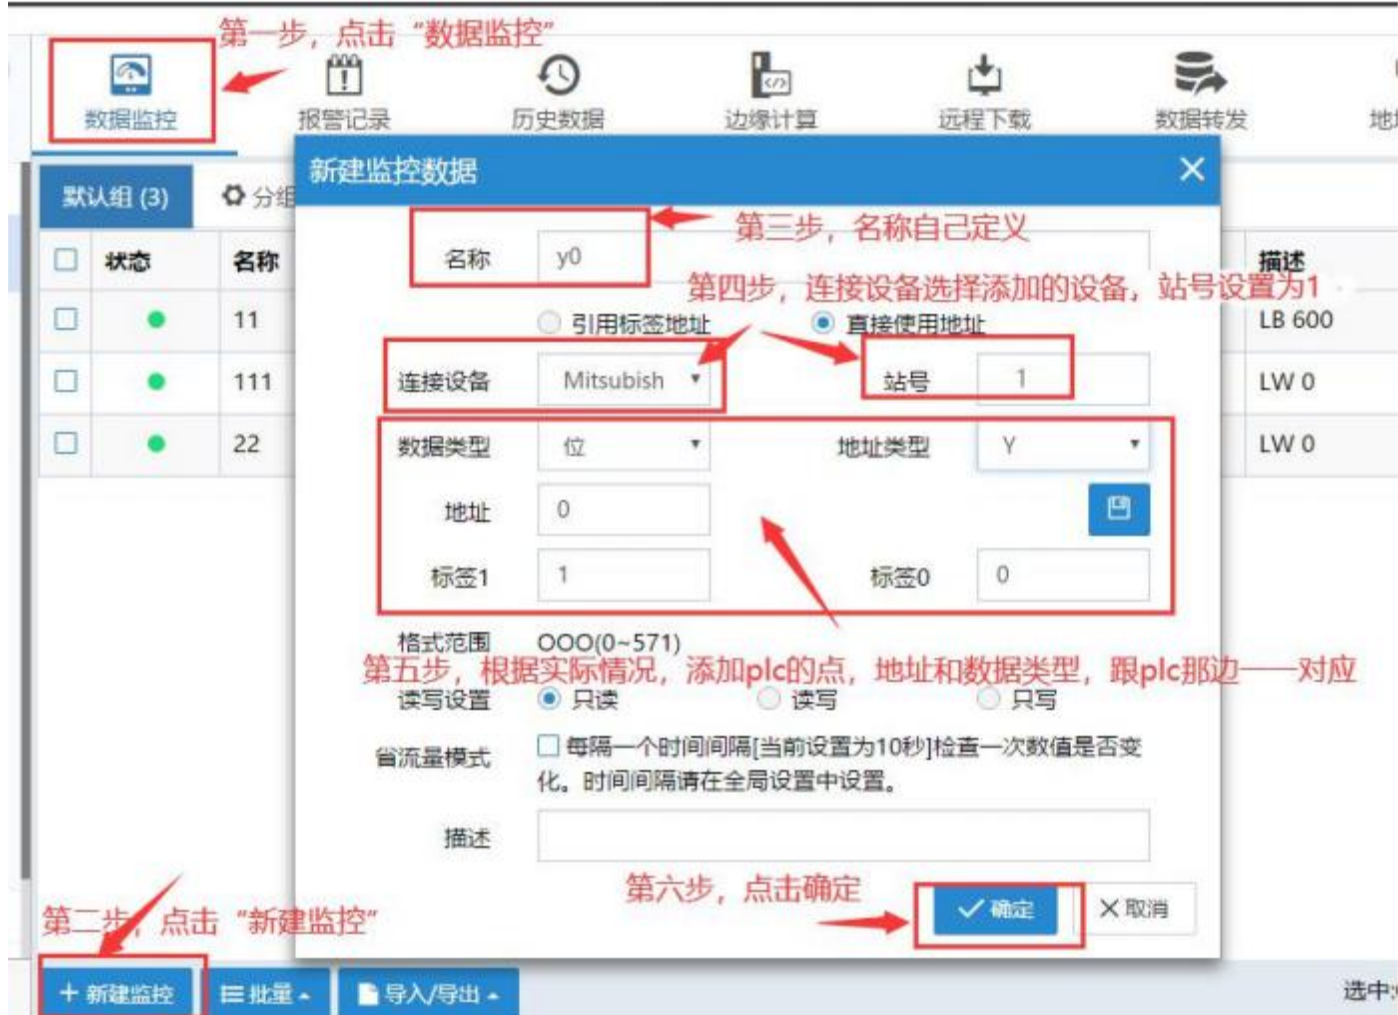 第一步，点击“数据监控”
数据监控
报警记录
历史数据
边缘计算
远程下载
数据转发
默认组 (3)
分组
新建监控数据
状态
名称
描述
11
LB 600
111
LW 0
22
LW 0
第三步，名称自己定义
名称
y0
第四步，连接设备选择添加的设备，站号设置为1
引用标签地址
直接使用地址
连接设备
Mitsubish
站号
1
数据类型
位
地址类型
Y
地址
0
标签1
1
标签0
0
格式范围
OOO(0~571)
第五步，根据实际情况，添加plc的点，地址和数据类型，跟plc那边一一对应
读写设置
只读
读写
只写
省流量模式
每隔一个时间间隔[当前设置为10秒]检查一次数值是否变
化。时间间隔请在全局设置中设置。
描述
第六步，点击确定
确定
取消
第二步，点击“新建监控”
新建监控
批量
导入/导出
选中: